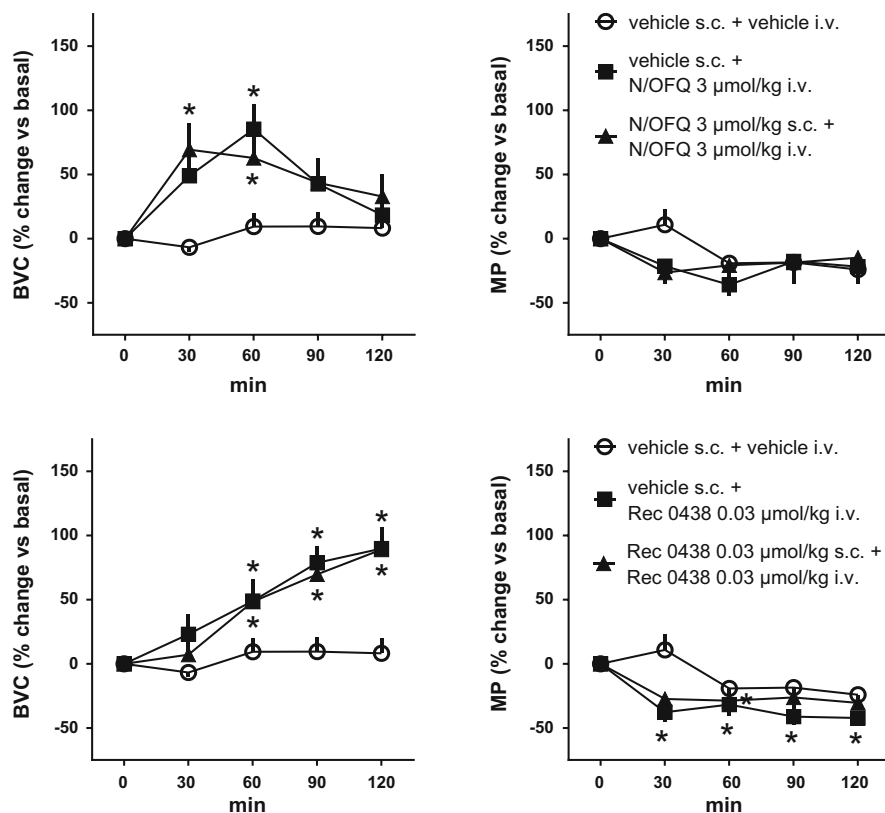 BVC (% change vs basal)
150
100
50
0
-50
*
*
*
0 30 60 90 120
min
MP (% change vs basal)
150
100
50
0
-50
vehicle s.c. + vehicle i.v.
vehicle s.c. +
N/OFQ 3 µmol/kg i.v.
N/OFQ 3 µmol/kg s.c. +
N/OFQ 3 µmol/kg i.v.
0 30 60 90 120
min
BVC (% change vs basal)
150
100
50
0
-50
* * *
* * *
0 30 60 90 120
min
MP (% change vs basal)
150
100
50
0
-50
vehicle s.c. + vehicle i.v.
vehicle s.c. +
Rec 0438 0.03 µmol/kg i.v.
Rec 0438 0.03 µmol/kg s.c. +
Rec 0438 0.03 µmol/kg i.v.
*
* * * *
0 30 60 90 120
min